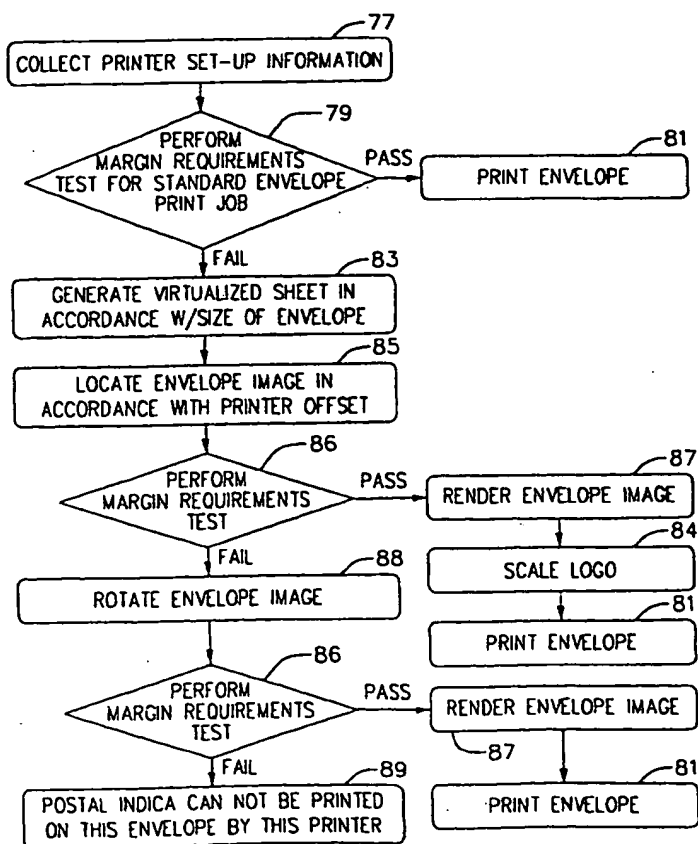 77
COLLECT PRINTER SET-UP INFORMATION
79
PERFORM
MARGIN REQUIREMENTS
TEST FOR STANDARD ENVELOPE
PRINT JOB
PASS
81
PRINT ENVELOPE
FAIL
83
GENERATE VIRTUALIZED SHEET IN
ACCORDANCE W/SIZE OF ENVELOPE
85
LOCATE ENVELOPE IMAGE IN
ACCORDANCE WITH PRINTER OFFSET
86
PERFORM
MARGIN REQUIREMENTS
TEST
PASS
87
RENDER ENVELOPE IMAGE
84
SCALE LOGO
81
PRINT ENVELOPE
FAIL
88
ROTATE ENVELOPE IMAGE
86
PERFORM
MARGIN REQUIREMENTS
TEST
PASS
RENDER ENVELOPE IMAGE
87
81
PRINT ENVELOPE
FAIL
89
POSTAL INDICA CAN NOT BE PRINTED
ON THIS ENVELOPE BY THIS PRINTER